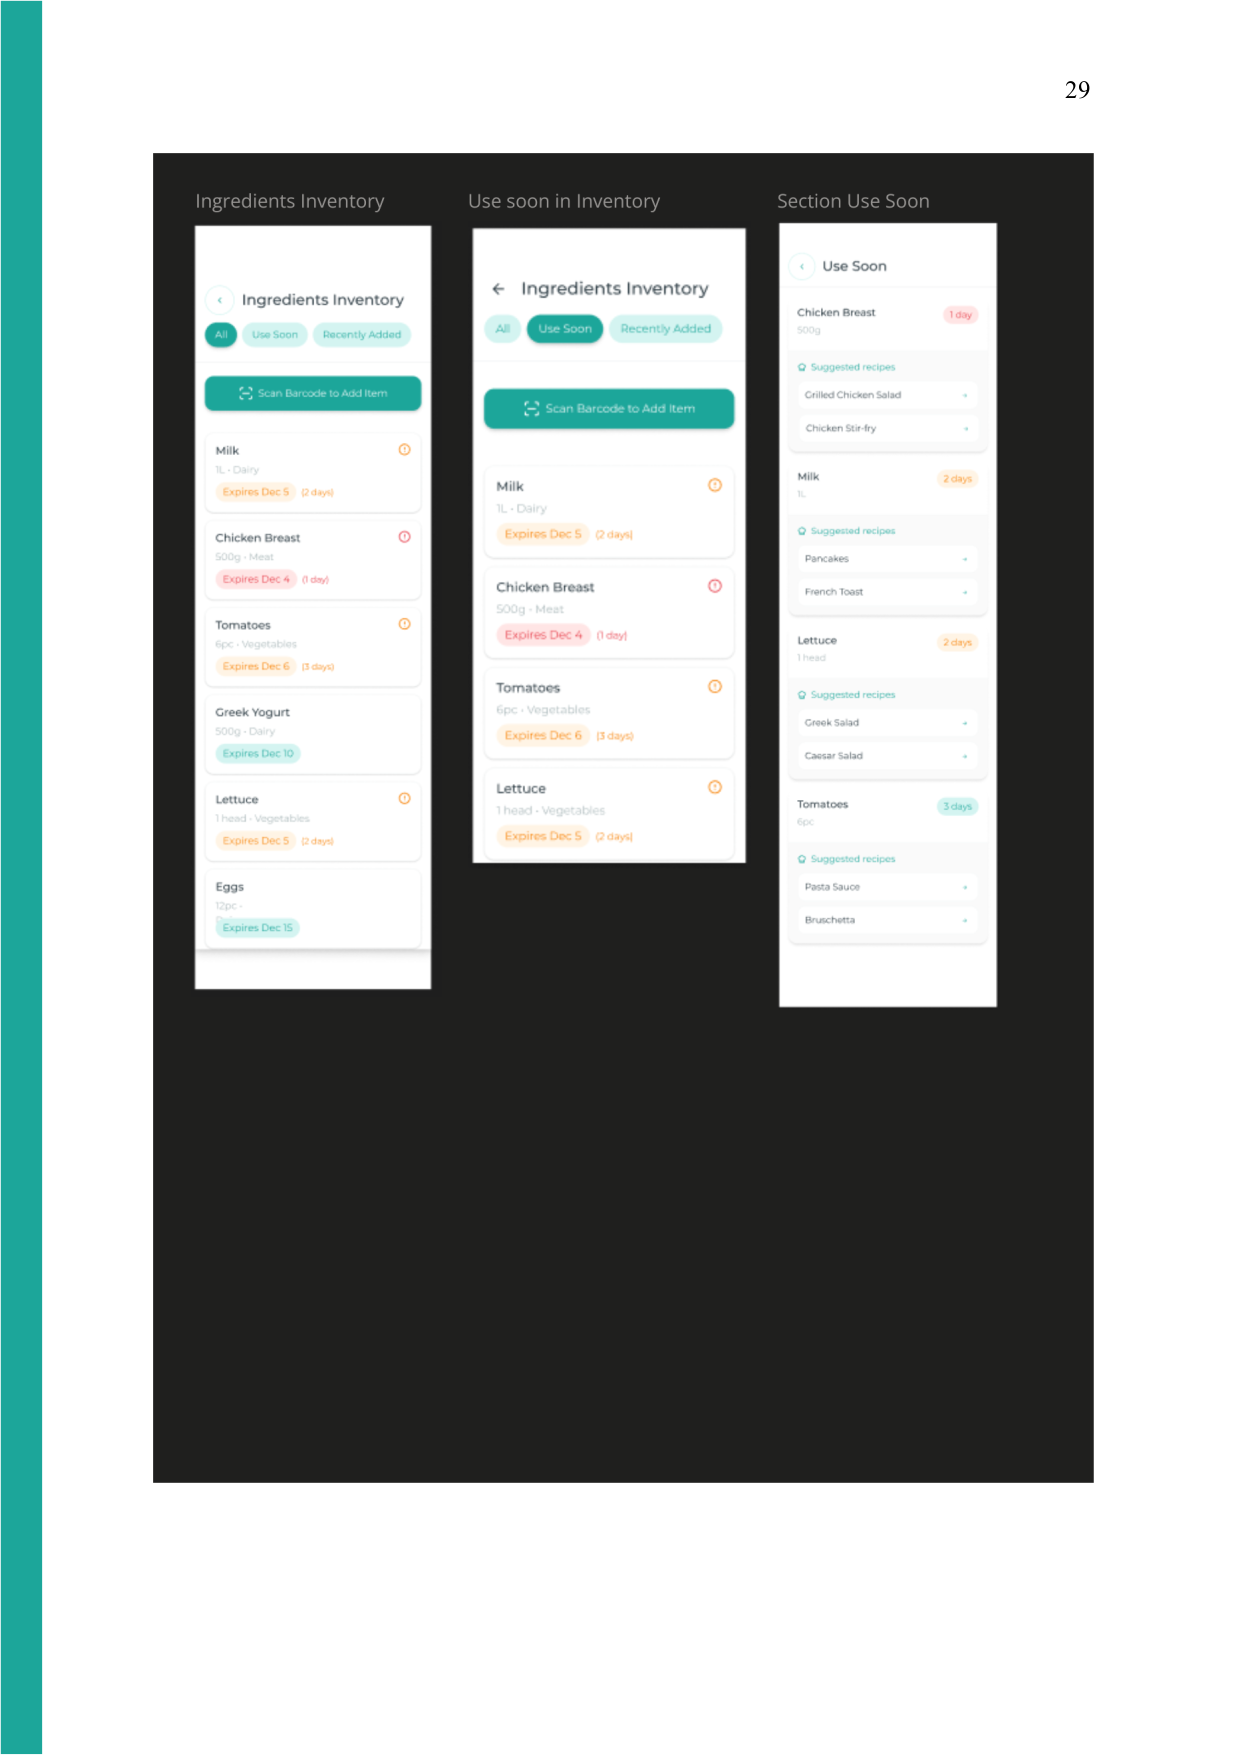 29
Ingredients Inventory
Ingredients Inventory
All
Use Soon
Recently Added
Scan Barcode to Add Item
Milk
1L - Dairy
Expires Dec 5 (2 days)
Chicken Breast
500g - Meat
Expires Dec 4 (1 day)
Tomatoes
6pc - Vegetables
Expires Dec 6 (3 days)
Greek Yogurt
500g - Dairy
Expires Dec 10
Lettuce
1 head - Vegetables
Expires Dec 5 (2 days)
Eggs
12pc -
Expires Dec 15
Use soon in Inventory
Ingredients Inventory
All
Use Soon
Recently Added
Scan Barcode to Add Item
Milk
1L - Dairy
Expires Dec 5 (2 days)
Chicken Breast
500g - Meat
Expires Dec 4 (1 day)
Tomatoes
6pc - Vegetables
Expires Dec 6 (3 days)
Lettuce
1 head - Vegetables
Expires Dec 5 (2 days)
Section Use Soon
Use Soon
Chicken Breast
1 day
500g
Suggested recipes
Grilled Chicken Salad
Chicken Stir-fry
Milk
2 days
1L
Suggested recipes
Pancakes
French Toast
Lettuce
2 days
1 head
Suggested recipes
Greek Salad
Caesar Salad
Tomatoes
3 days
6pc
Suggested recipes
Pasta Sauce
Bruschetta